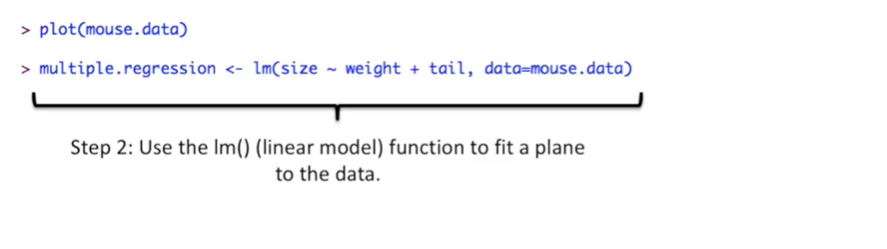 > plot(mouse.data)
> multiple.regression <- lm(size ~ weight + tail, data=mouse.data)
Step 2: Use the lm() (linear model) function to fit a plane
to the data.